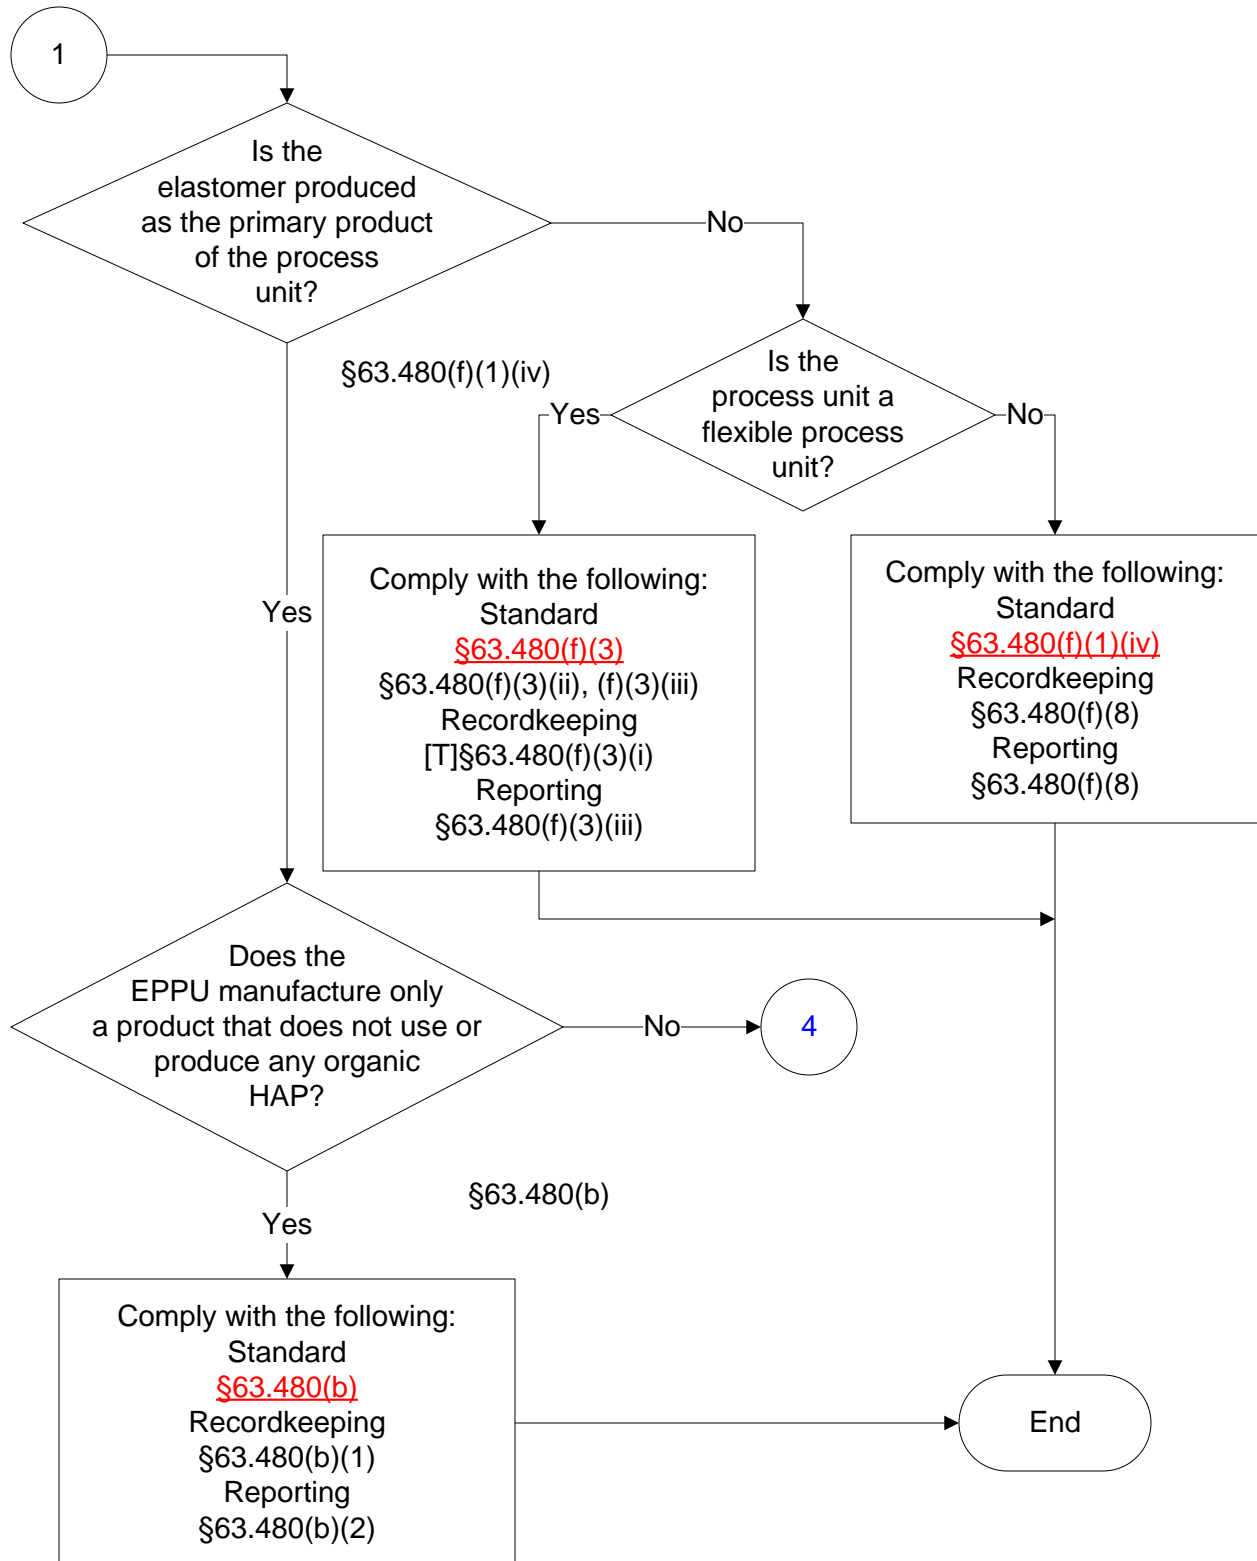 1
Is the
elastomer produced
as the primary product
of the process
unit?
No
§63.480(f)(1)(iv)
Is the
process unit a
flexible process
unit?
Yes
No
Comply with the following:
Standard
§63.480(f)(3)
§63.480(f)(3)(ii), (f)(3)(iii)
Recordkeeping
[T]§63.480(f)(3)(i)
Reporting
§63.480(f)(3)(iii)
Comply with the following:
Standard
§63.480(f)(1)(iv)
Recordkeeping
§63.480(f)(8)
Reporting
§63.480(f)(8)
Yes
Does the
EPPU manufacture only
a product that does not use or
produce any organic
HAP?
No
4
§63.480(b)
Yes
Comply with the following:
Standard
§63.480(b)
Recordkeeping
§63.480(b)(1)
Reporting
§63.480(b)(2)
End